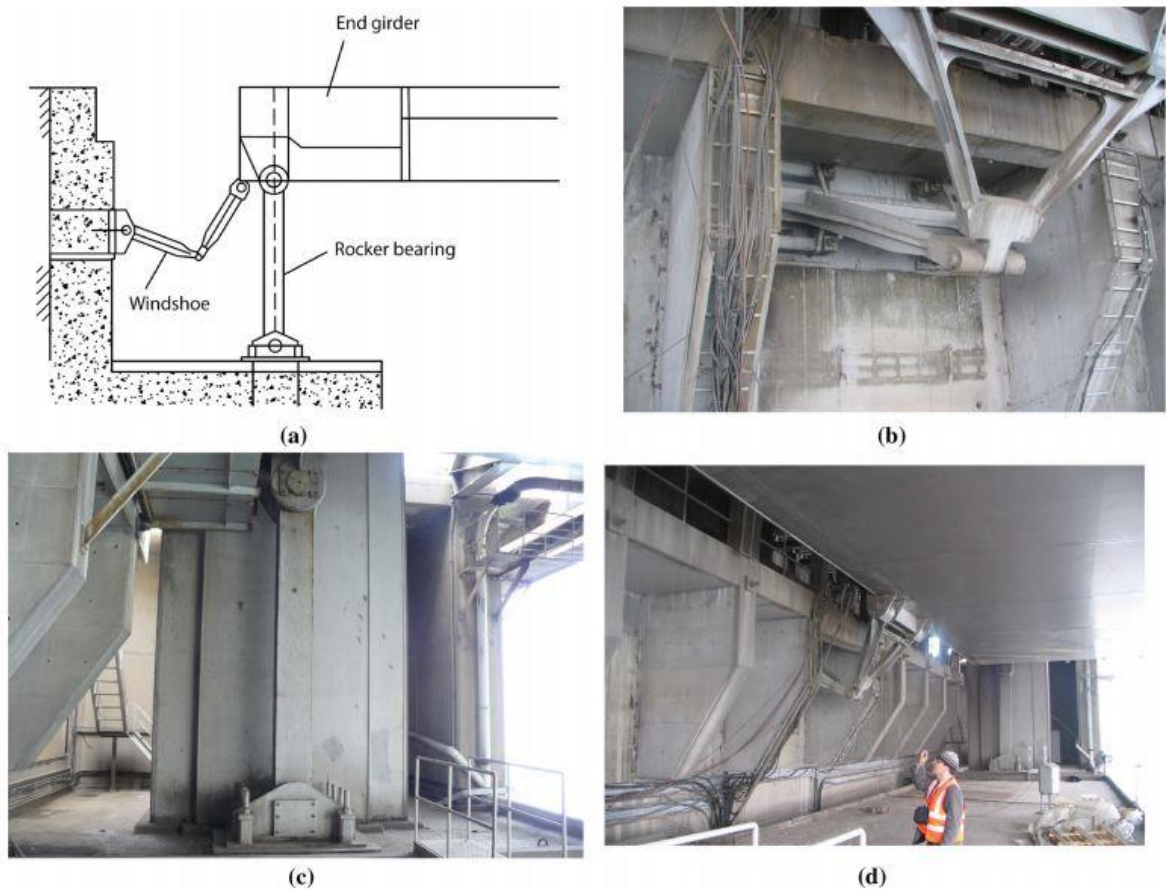 End girder
Rocker bearing
Windshoe
(a)
(b)
(c)
(d)